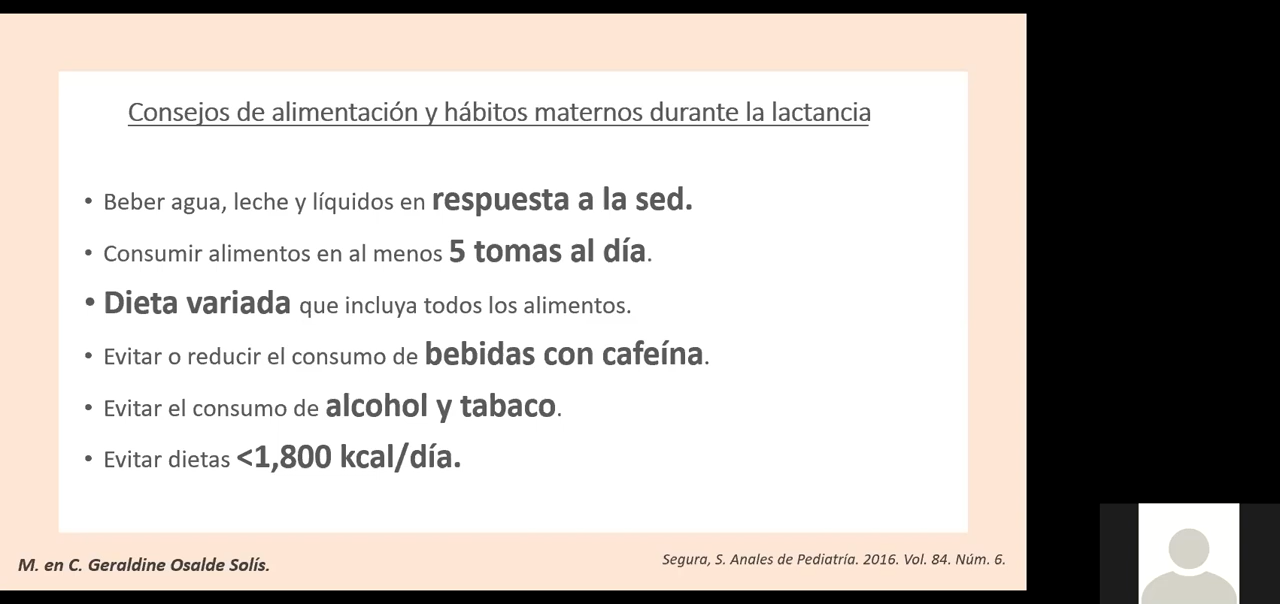 Consejos de alimentación y hábitos maternos durante la lactancia
• Beber agua, leche y líquidos en respuesta a la sed.
• Consumir alimentos en al menos 5 tomas al día.
• Dieta variada que incluya todos los alimentos.
• Evitar o reducir el consumo de bebidas con cafeína.
• Evitar el consumo de alcohol y tabaco.
• Evitar dietas <1,800 kcal/día.
M. en C. Geraldine Osalde Solís.
Segura, S. Anales de Pediatría. 2016. Vol. 84. Núm. 6.